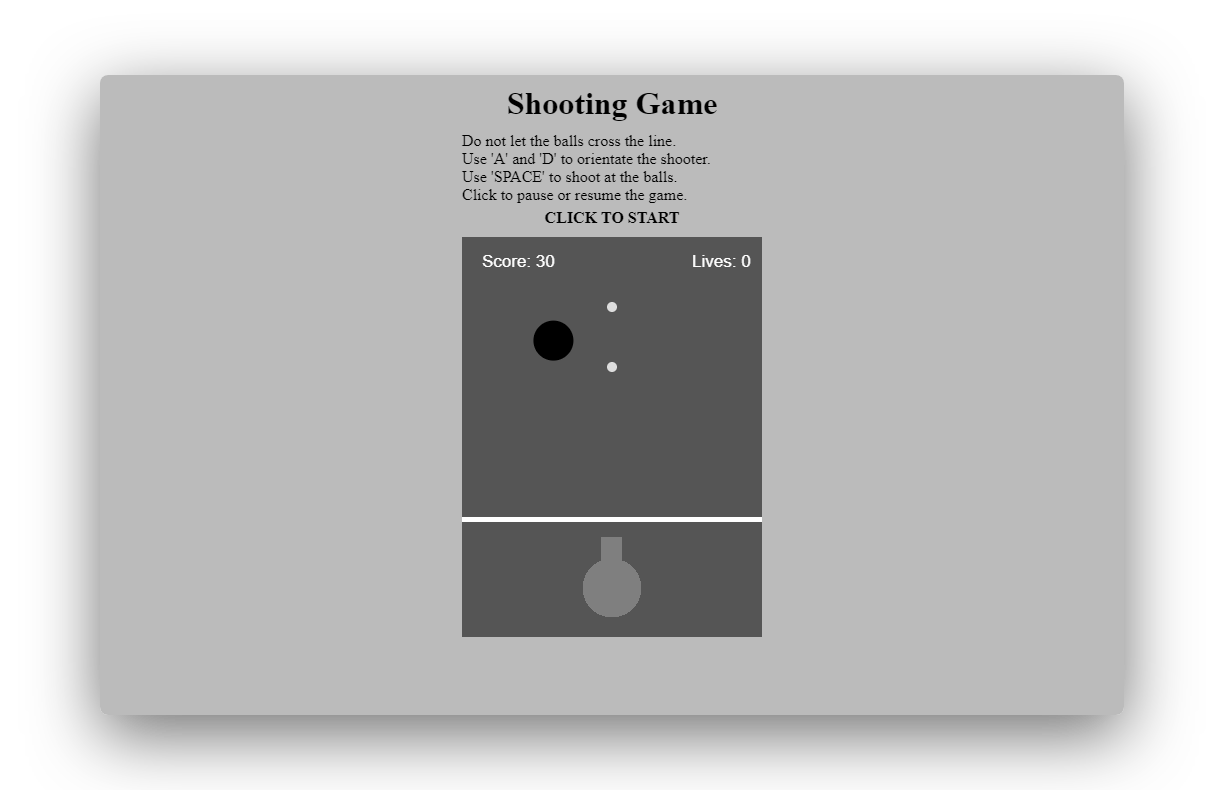 Shooting Game
Do not let the balls cross the line.
Use 'A' and 'D' to orientate the shooter.
Use 'SPACE' to shoot at the balls.
Click to pause or resume the game.
CLICK TO START
Score: 30 Lives: 0